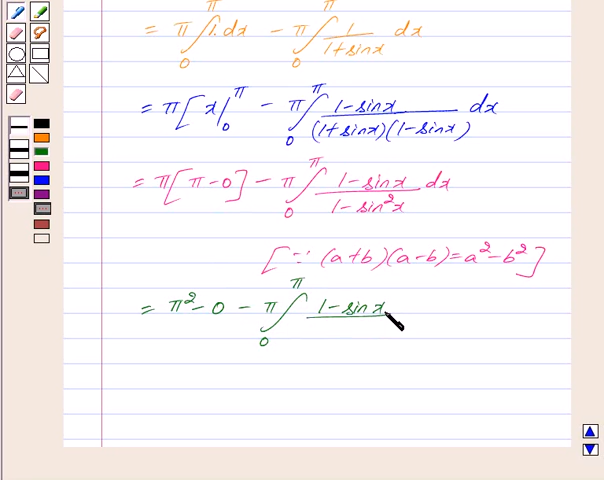 = π ∫₀^π 1.dx - π ∫₀^π 1/(1+sinx) dx
= π [x|₀^π - π ∫₀^π (1-sinx)/((1+sinx)(1-sinx)) dx
= π [π-0] - π ∫₀^π (1-sinx)/(1-sin²x) dx
[∵ (a+b)(a-b)=a²-b²]
= π²-0 - π ∫₀^π 1-sinx